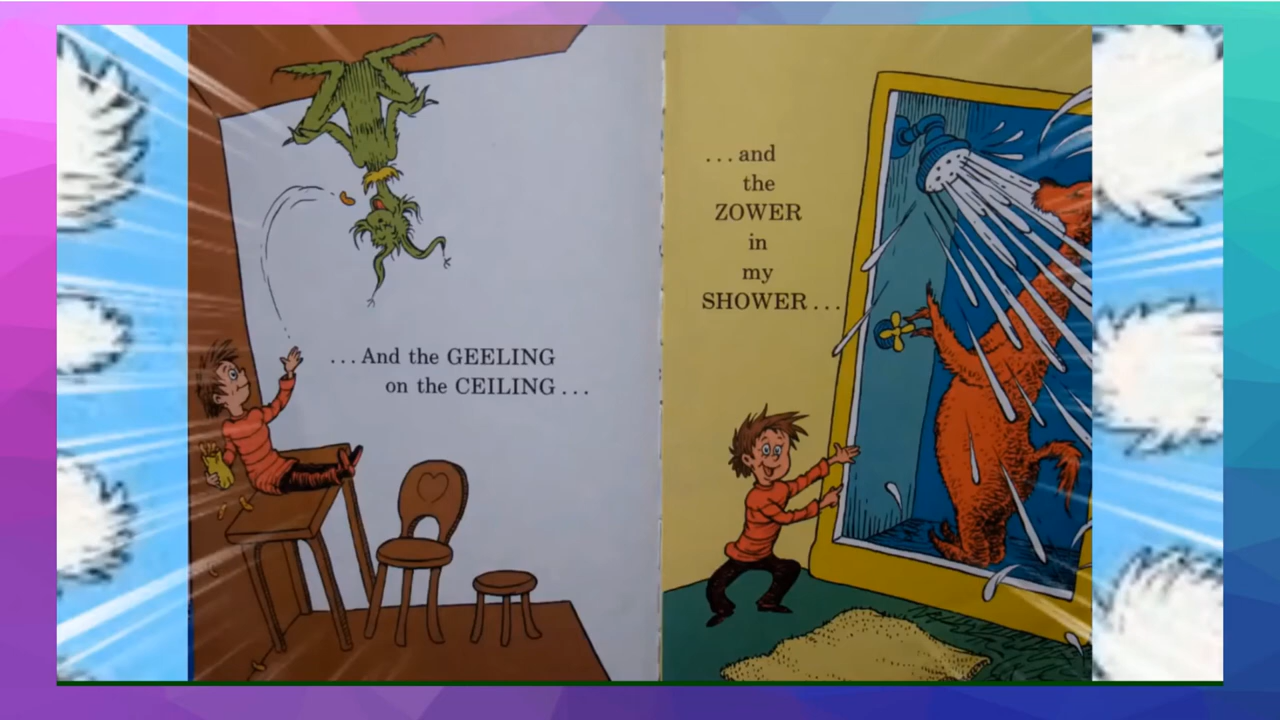 ...And the GEELING
on the CEILING...
...and
the
ZOWER
in
my
SHOWER...